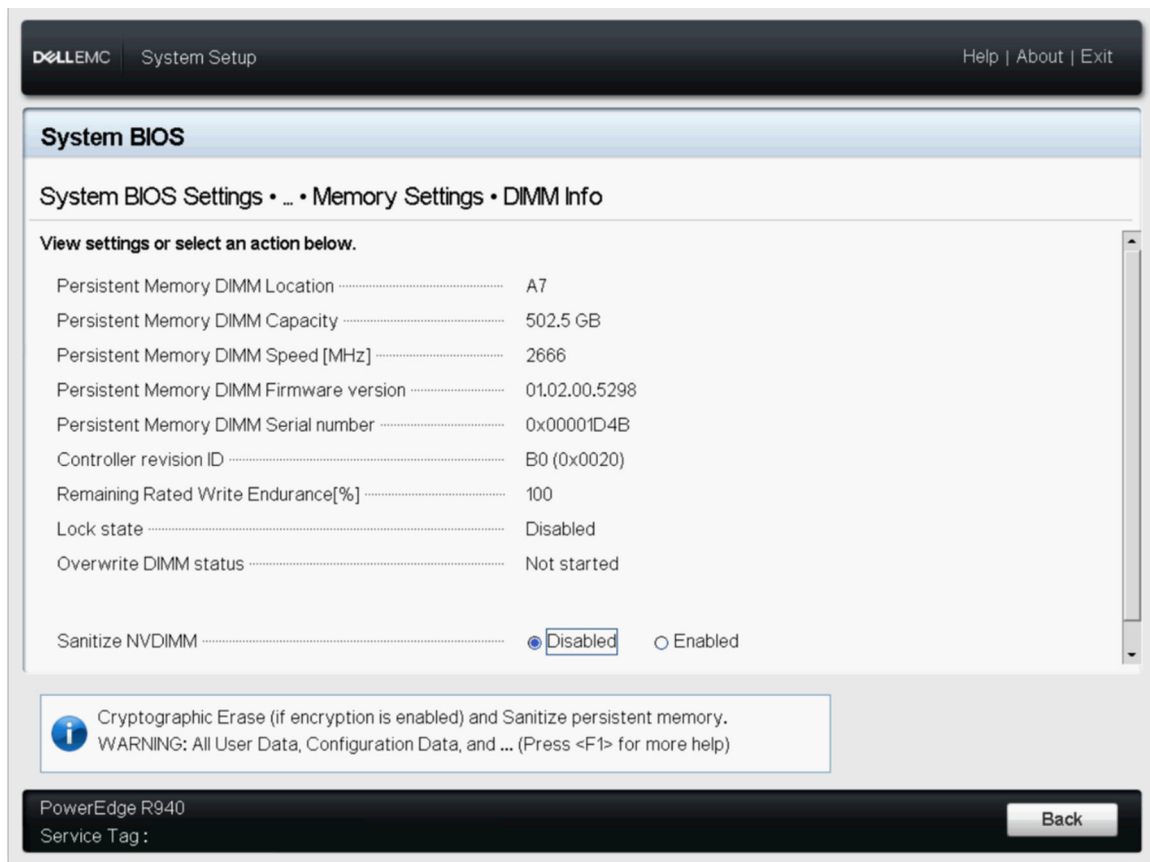 DELLEMC System Setup Help | About | Exit
System BIOS
System BIOS Settings • ... • Memory Settings • DIMM Info
View settings or select an action below.
Persistent Memory DIMM Location A7
Persistent Memory DIMM Capacity 502.5 GB
Persistent Memory DIMM Speed [MHz] 2666
Persistent Memory DIMM Firmware version 01.02.00.5298
Persistent Memory DIMM Serial number 0x00001D4B
Controller revision ID B0 (0x0020)
Remaining Rated Write Endurance[%] 100
Lock state Disabled
Overwrite DIMM status Not started
Sanitize NVDIMM Disabled Enabled
Cryptographic Erase (if encryption is enabled) and Sanitize persistent memory.
WARNING: All User Data, Configuration Data, and ... (Press <F1> for more help)
PowerEdge R940
Service Tag : Back